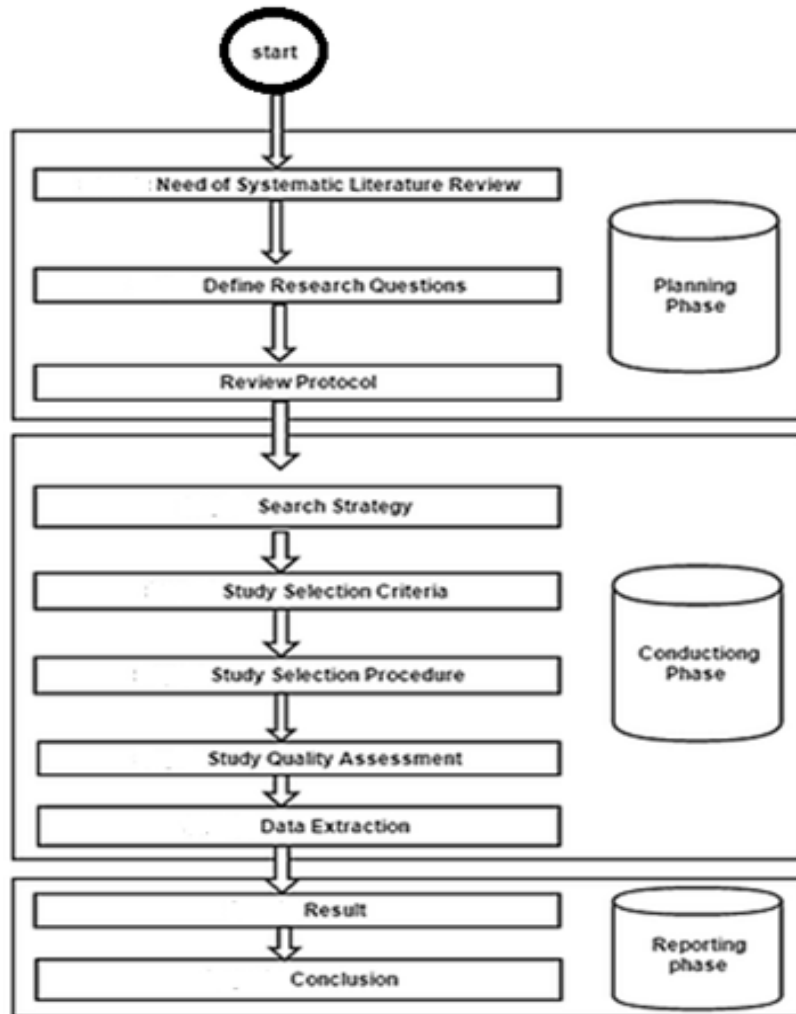 start
Need of Systematic Literature Review
Define Research Questions
Planning
Phase
Review Protocol
Search Strategy
Study Selection Criteria
Conductiong
Phase
Study Selection Procedure
Study Quality Assessment
Data Extraction
Result
Reporting
phase
Conclusion